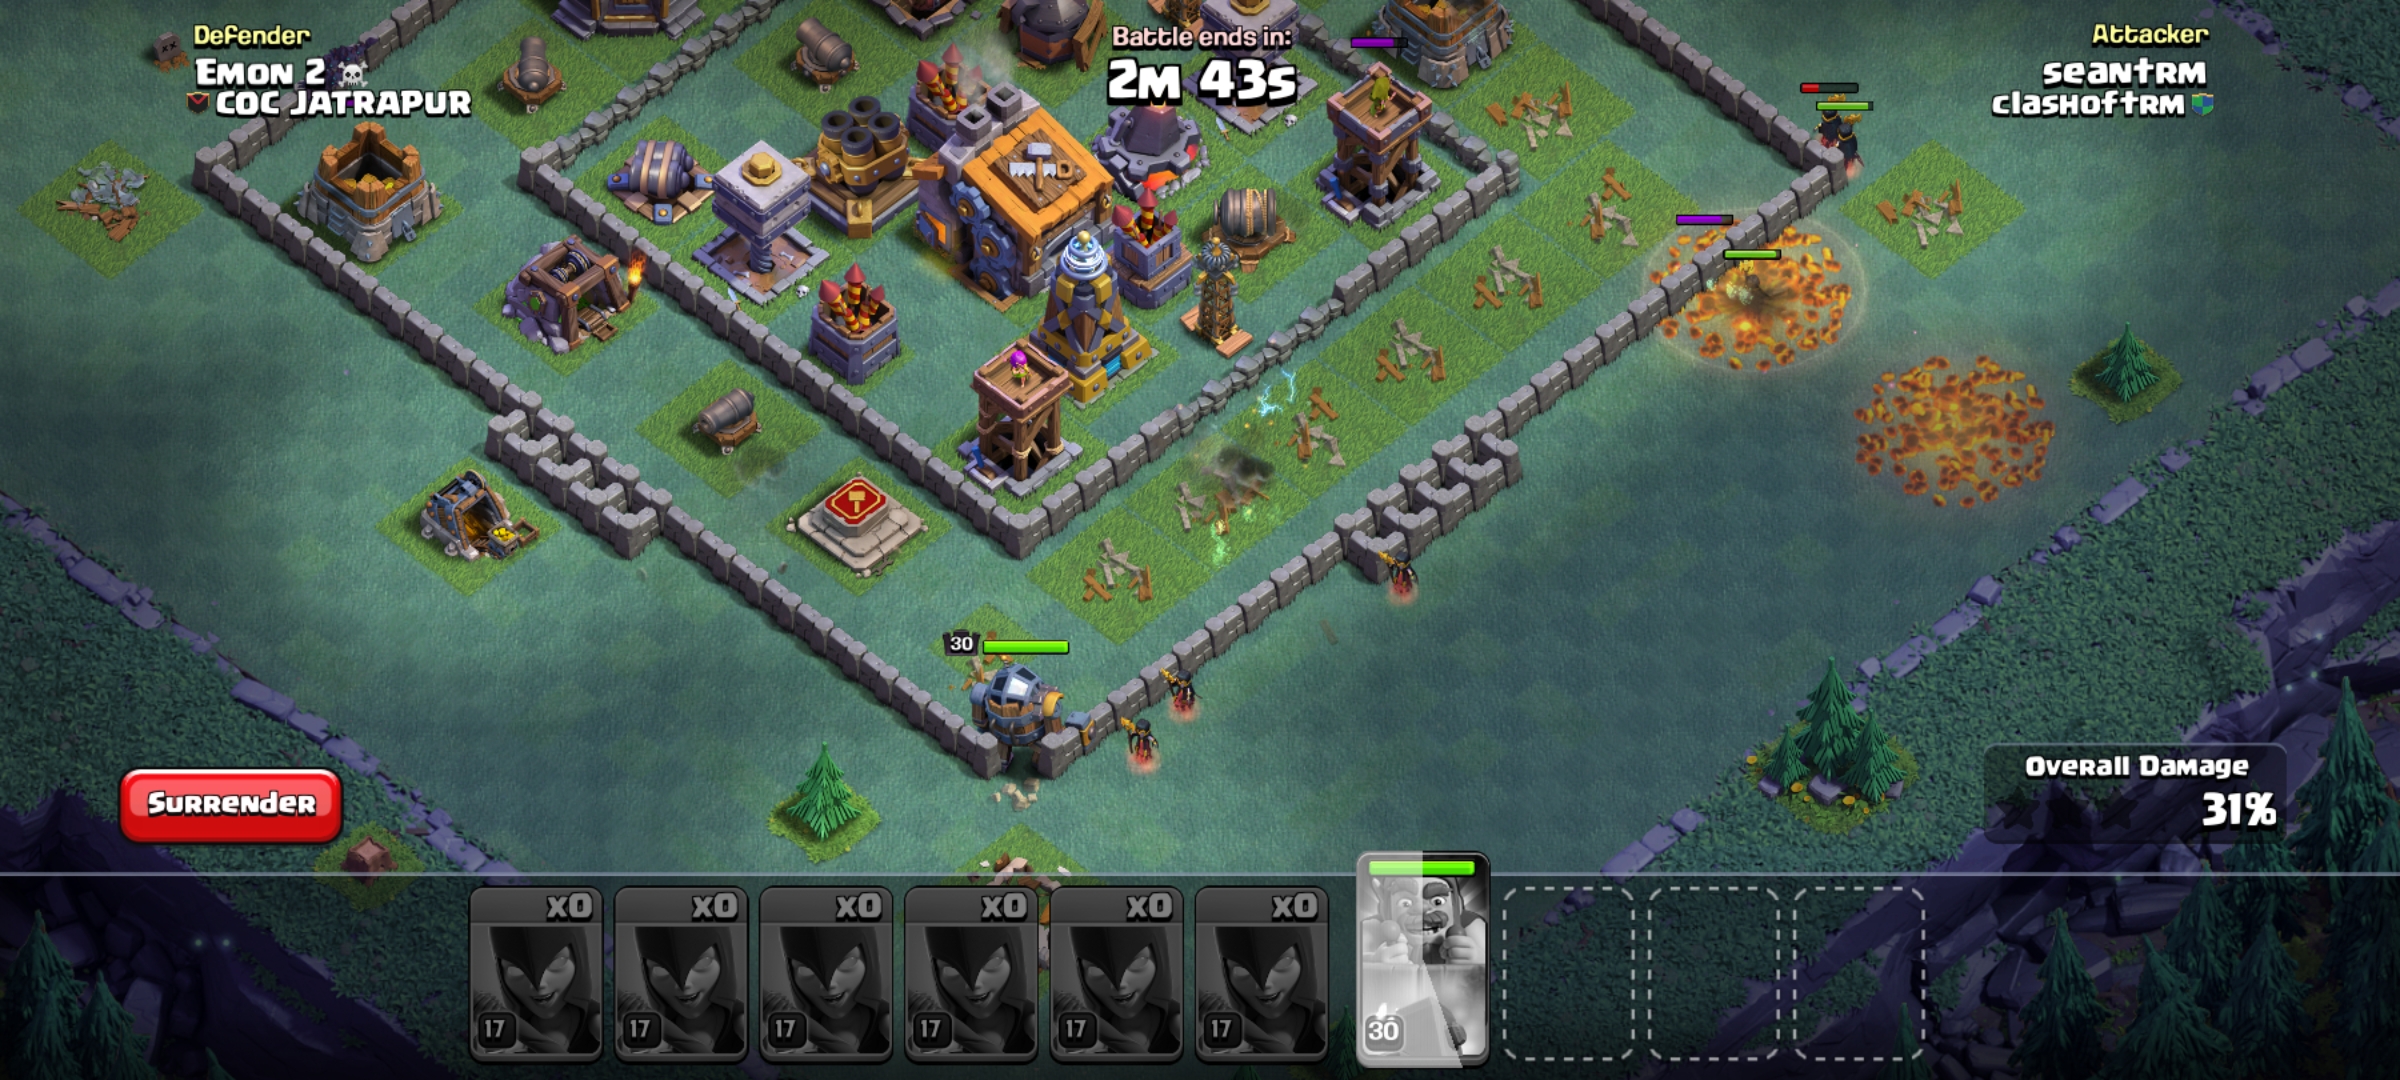 Defender
Emon 2
COC JATRAPUR
Battle ends in:
2m 43s
Attacker
seantrm
clashoftrm
30
Surrender
Overall Damage
31%
x0
x0
x0
x0
x0
x0
17
17
17
17
17
17
30